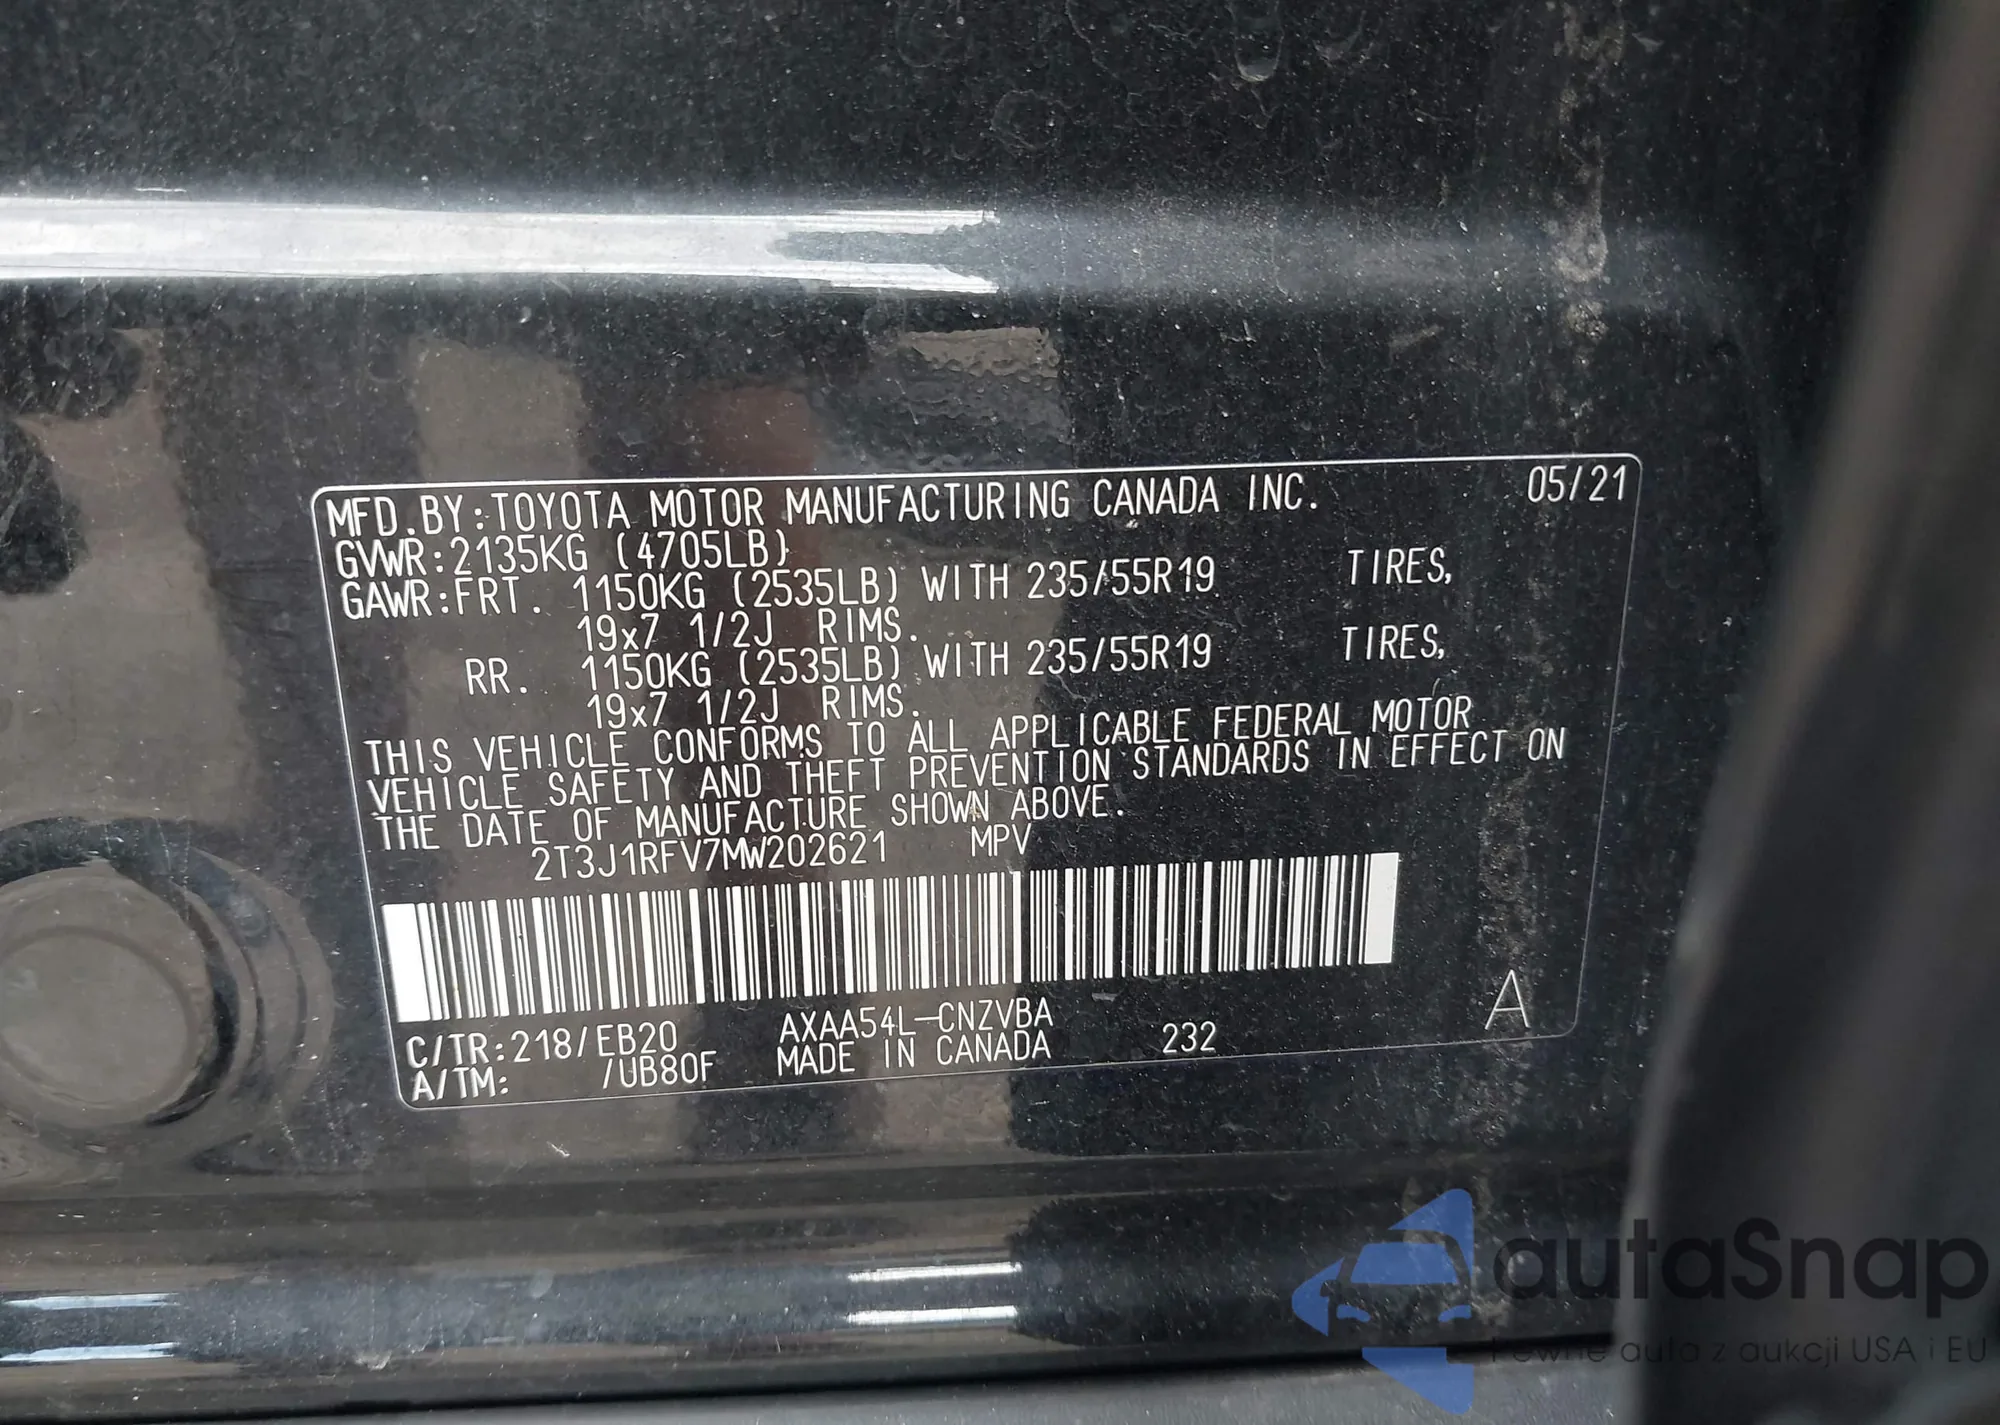 MFD.BY:TOYOTA MOTOR MANUFACTURING CANADA INC. 05/21
GVWR:2135KG (4705LB)
GAWR:FRT. 1150KG (2535LB) WITH 235/55R19 TIRES,
19x7 1/2J RIMS.
RR. 1150KG (2535LB) WITH 235/55R19 TIRES,
19x7 1/2J RIMS.
THIS VEHICLE CONFORMS TO ALL APPLICABLE FEDERAL MOTOR
VEHICLE SAFETY AND THEFT PREVENTION STANDARDS IN EFFECT ON
THE DATE OF MANUFACTURE SHOWN ABOVE.
2T3J1RFV7MW202621 MPV
C/TR:218/EB20 AXAA54L-CNZVBA
A/TM: /UB80F MADE IN CANADA 232 A
autaSnap
Pewne auta z aukcji USA i EU